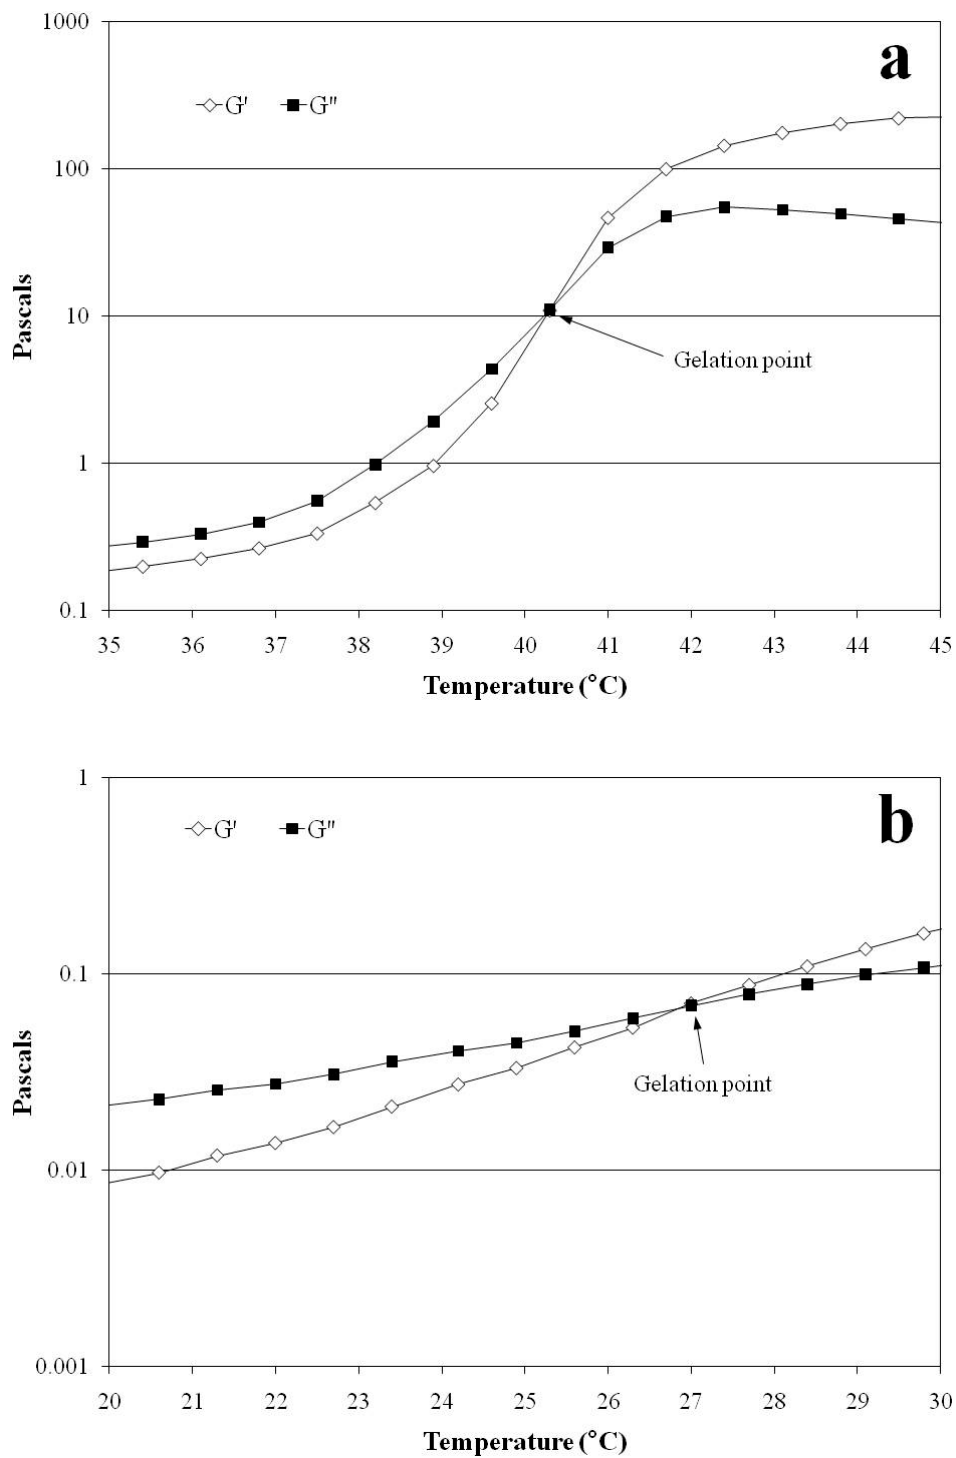 1000
a
G' G"
100
Pascals
10
Gelation point
1
0.1
35 36 37 38 39 40 41 42 43 44 45
Temperature (°C)
1
b
G' G"
0.1
Pascals
Gelation point
0.01
0.001
20 21 22 23 24 25 26 27 28 29 30
Temperature (°C)